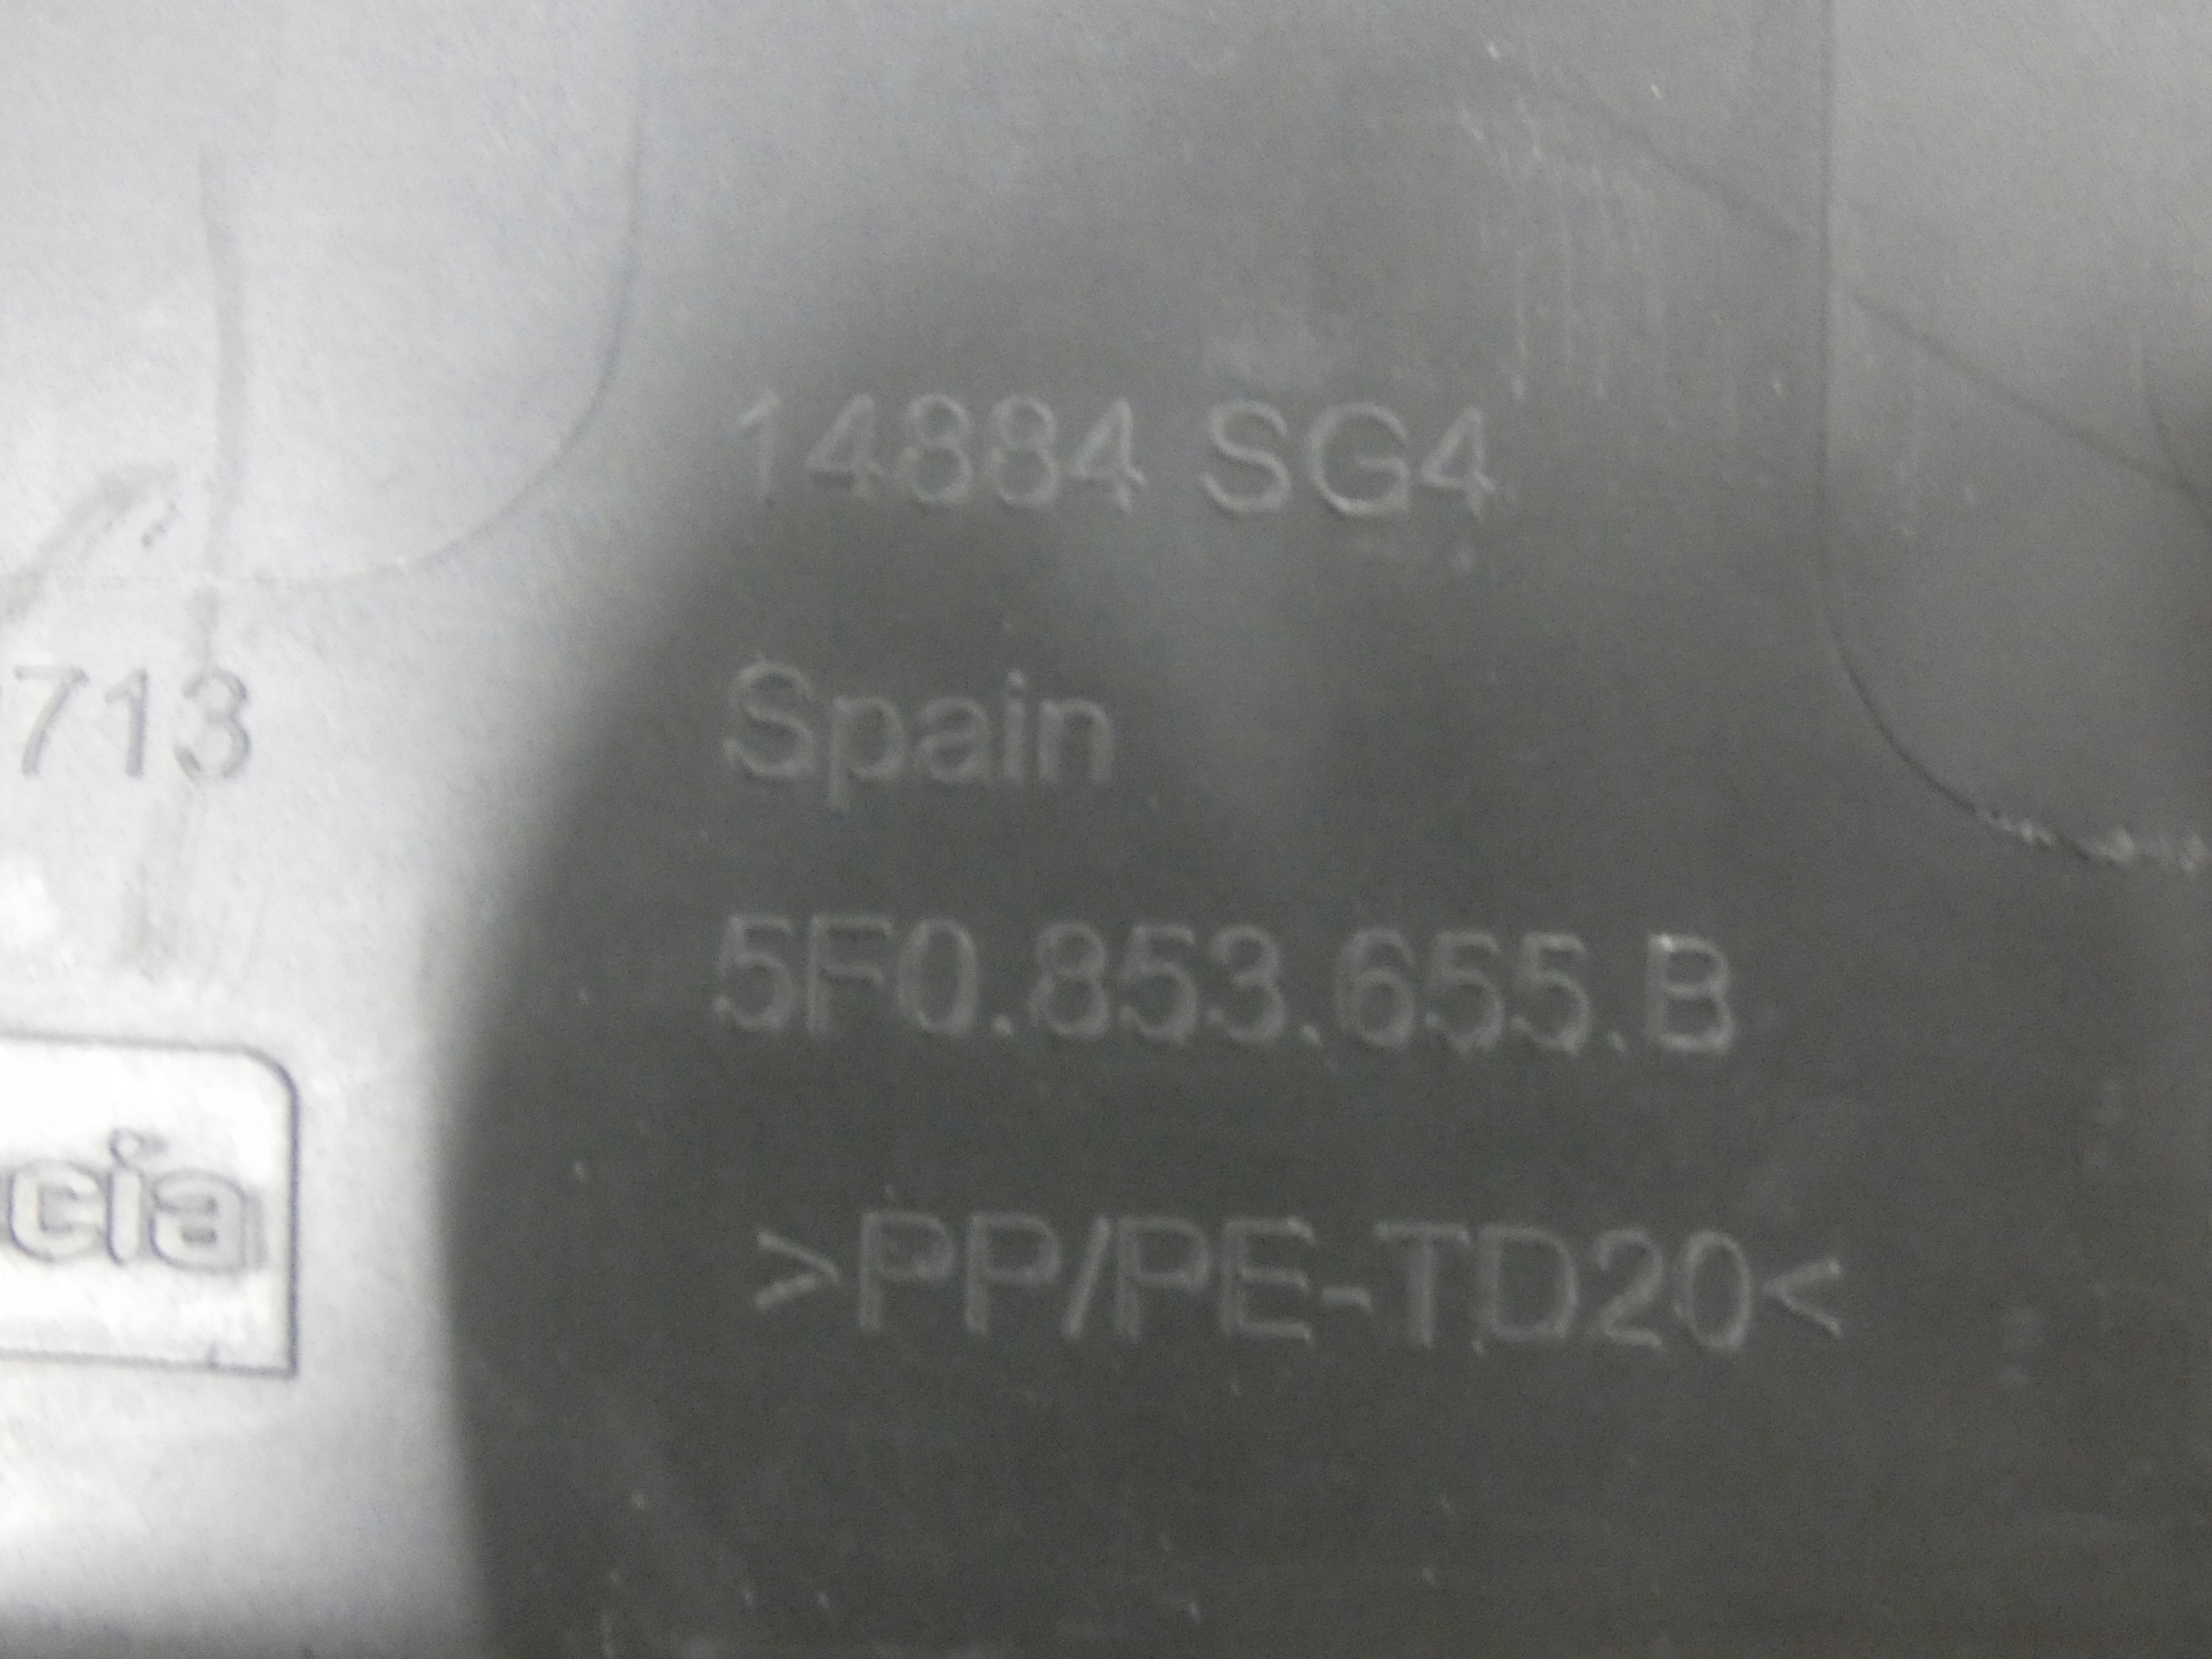 14884 SG4
713
Spain
5F0.853.655.B
cia
>PP/PE-TD20<